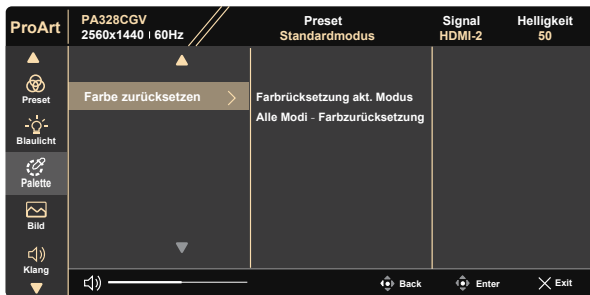 ProArt
PA328CGV
2560x1440 | 60Hz
Preset
Standardmodus
Signal
HDMI-2
Helligkeit
50
Preset
Blaulicht
Palette
Bild
Klang
Farbe zurücksetzen
Farbrücksetzung akt. Modus
Alle Modi - Farbzurücksetzung
Back
Enter
Exit